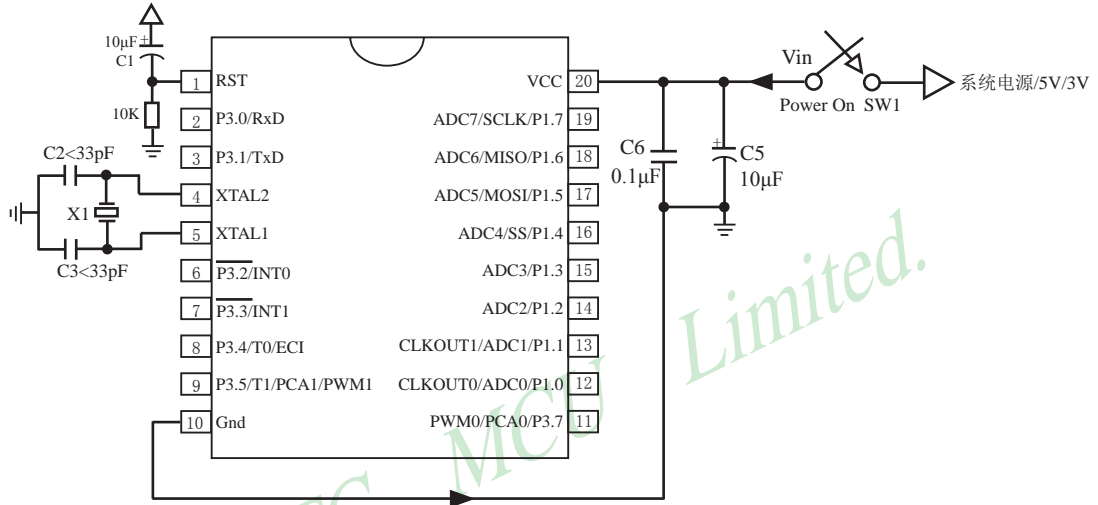 10μF
+
C1
10K
C2<33pF
X1
C3<33pF
1 RST
2 P3.0/RxD
3 P3.1/TxD
4 XTAL2
5 XTAL1
6 P3.2/INT0
7 P3.3/INT1
8 P3.4/T0/ECI
9 P3.5/T1/PCA1/PWM1
10 Gnd
VCC 20
ADC7/SCLK/P1.7 19
ADC6/MISO/P1.6 18
ADC5/MOSI/P1.5 17
ADC4/SS/P1.4 16
ADC3/P1.3 15
ADC2/P1.2 14
CLKOUT1/ADC1/P1.1 13
CLKOUT0/ADC0/P1.0 12
PWM0/PCA0/P3.7 11
Vin
Power On SW1
系统电源/5V/3V
C6
0.1μF
+
C5
10μF
MCU Limited.